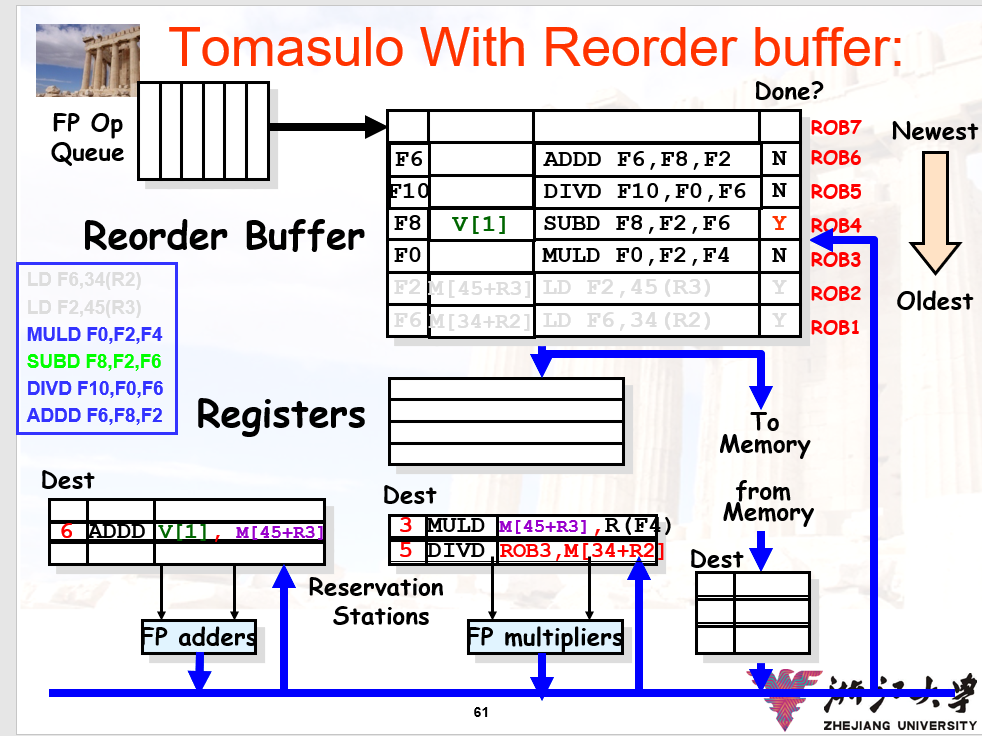 Tomasulo With Reorder buffer:
FP Op
Queue
Done?
ROB7
Newest
F6 ADDD F6,F8,F2 N ROB6
F10 DIVD F10,F0,F6 N ROB5
F8 V[1] SUBD F8,F2,F6 Y ROB4
F0 MULD F0,F2,F4 N ROB3
F2 M[45+R3] LD F2,45(R3) Y ROB2
F6 M[34+R2] LD F6,34(R2) Y ROB1
Oldest
Reorder Buffer
LD F6,34(R2)
LD F2,45(R3)
MULD F0,F2,F4
SUBD F8,F2,F6
DIVD F10,F0,F6
ADDD F6,F8,F2
Registers
To
Memory
from
Memory
Dest
6 ADDD V[1], M[45+R3]
Dest
3 MULD M[45+R3],R(F4)
5 DIVD ROB3,M[34+R2]
Dest
Reservation
Stations
FP adders
FP multipliers
浙江大学
ZHEJIANG UNIVERSITY
61